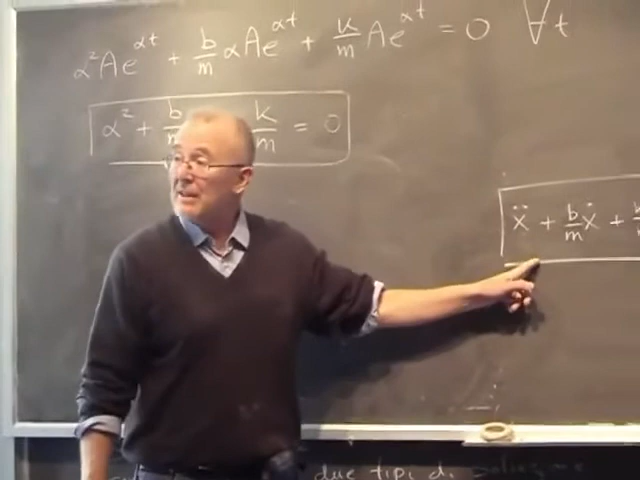 α²Ae^αt + b/m αAe^αt + k/m Ae^αt = 0 ∀t
α² + b/m k/m = 0
ẍ + b/m ẋ +
due tipi di